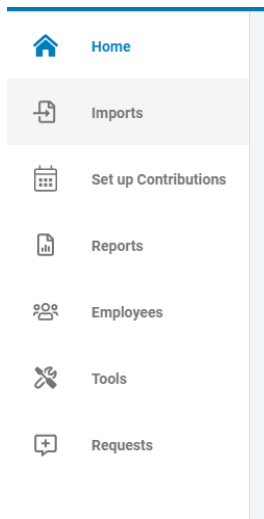 Home
Imports
Set up Contributions
Reports
Employees
Tools
Requests